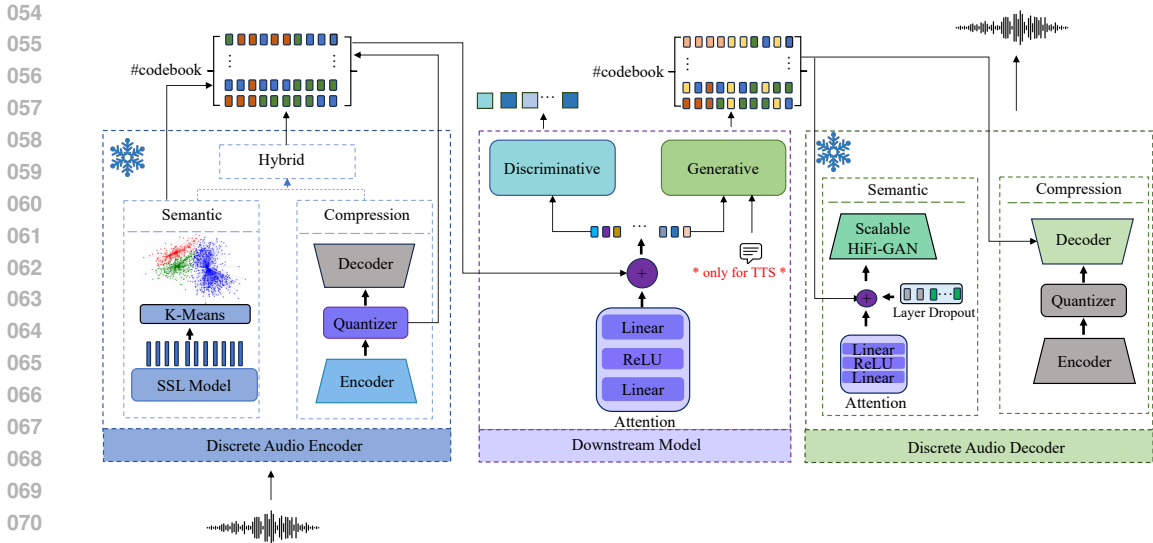 054
055
056
057
058
059
060
061
062
063
064
065
066
067
068
069
070
#codebook
Hybrid
Semantic
K-Means
SSL Model
Compression
Decoder
Quantizer
Encoder
Discrete Audio Encoder
Discriminative
Generative
* only for TTS *
+
Linear
ReLU
Linear
Attention
Downstream Model
#codebook
Semantic
Scalable
HiFi-GAN
+
Layer Dropout
Linear
ReLU
Linear
Attention
Compression
Decoder
Quantizer
Encoder
Discrete Audio Decoder